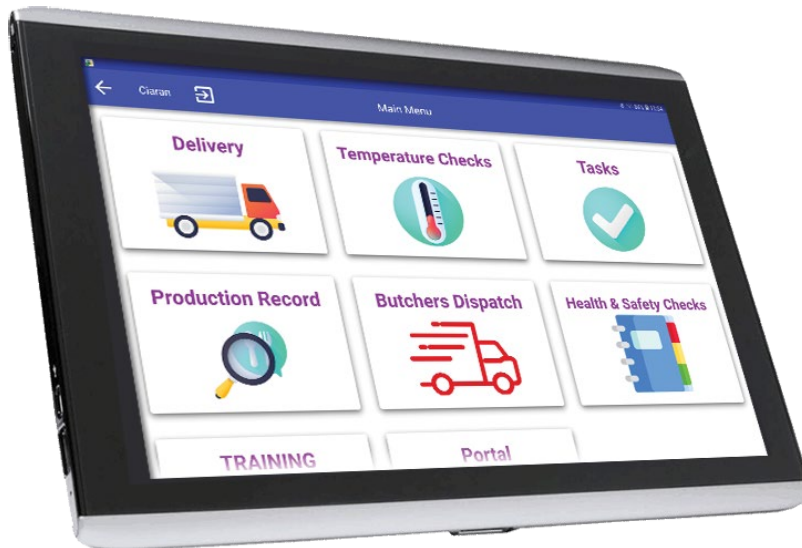 Ciaran
Main Menu
Delivery
Temperature Checks
Tasks
Production Record
Butchers Dispatch
Health & Safety Checks
TRAINING
Portal